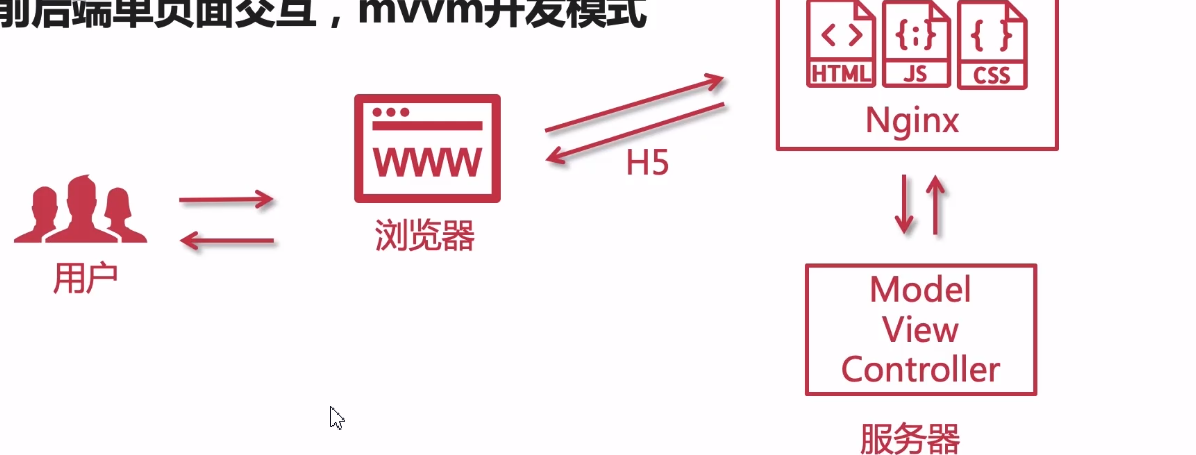 前后端单页面交互，mvvm开发模式
HTML JS CSS
Nginx
WWW
H5
浏览器
用户
Model
View
Controller
服务器